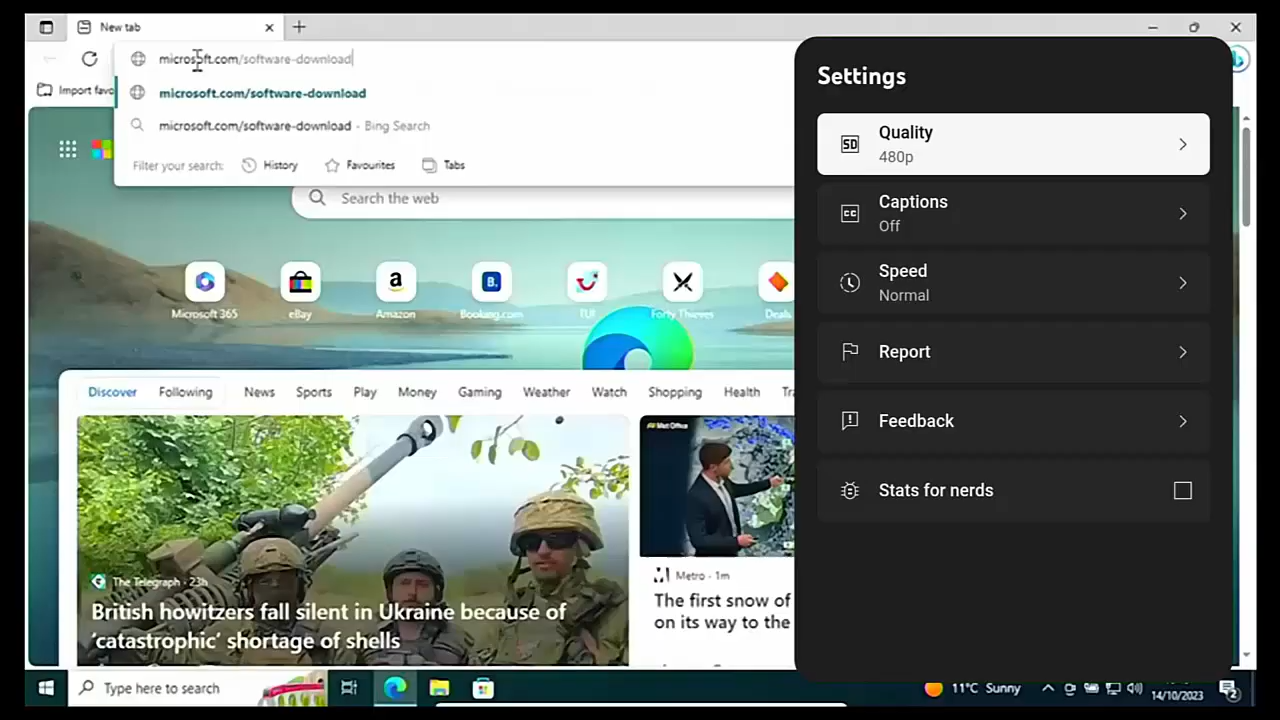 New tab
microsoft.com/software-download
Import favo
microsoft.com/software-download
microsoft.com/software-download - Bing Search
Filter your search:
History
Favourites
Tabs
Search the web
Microsoft 365
eBay
Amazon
Booking.com
TUI
Forty Thieves
Deals
Discover
Following
News
Sports
Play
Money
Gaming
Weather
Watch
Shopping
Health
Tr
The Telegraph · 23h
British howitzers fall silent in Ukraine because of
‘catastrophic’ shortage of shells
Met Office
Metro · 1m
The first snow of
on its way to the
Settings
Quality
480p
Captions
Off
Speed
Normal
Report
Feedback
Stats for nerds
Type here to search
11°C Sunny
14/10/2023